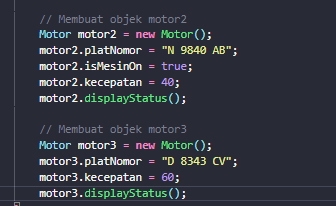 // Membuat objek motor2
Motor motor2 = new Motor();
motor2.platNomor = "N 9840 AB";
motor2.isMesinOn = true;
motor2.kecepatan = 40;
motor2.displayStatus();
// Membuat objek motor3
Motor motor3 = new Motor();
motor3.platNomor = "D 8343 CV";
motor3.kecepatan = 60;
motor3.displayStatus();